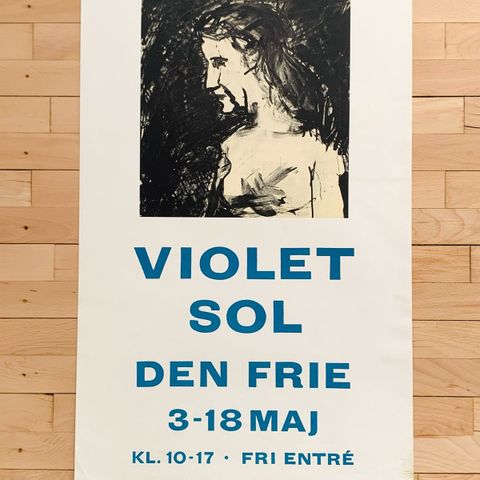 VIOLET
SOL
DEN FRIE
3-18 MAJ
KL. 10-17 · FRI ENTRÉ